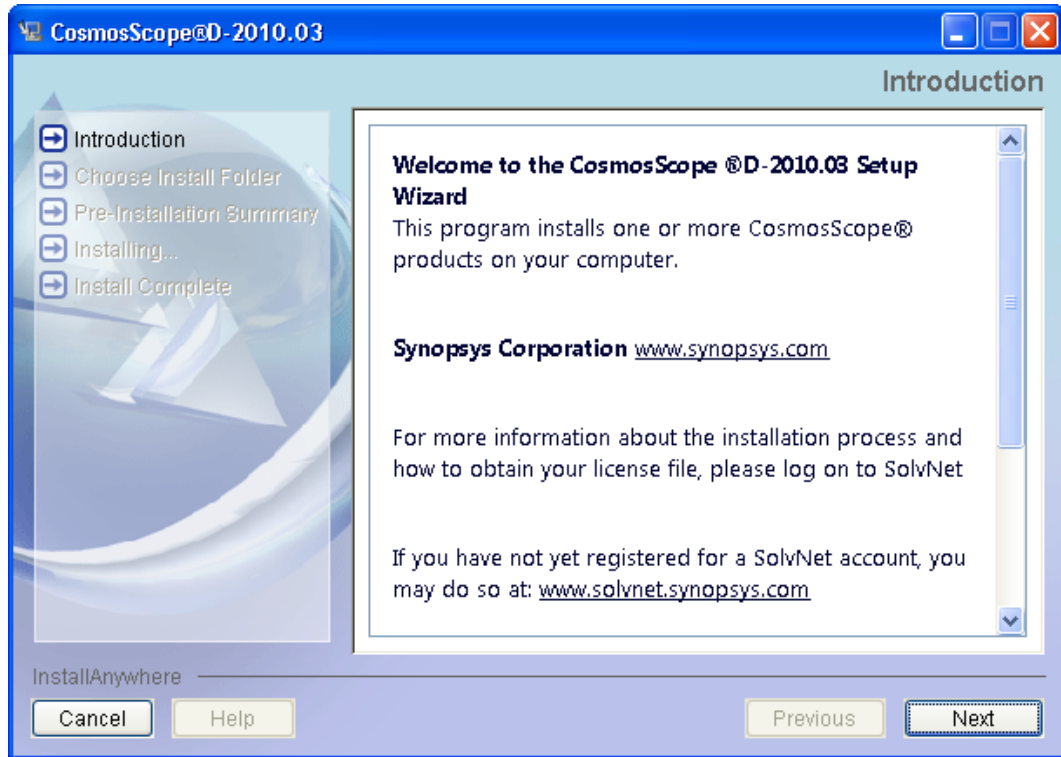 CosmosScope®D-2010.03
Introduction
Introduction
Choose Install Folder
Pre-Installation Summary
Installing...
Install Complete
Welcome to the CosmosScope ®D-2010.03 Setup
Wizard
This program installs one or more CosmosScope®
products on your computer.
Synopsys Corporation www.synopsys.com
For more information about the installation process and
how to obtain your license file, please log on to SolvNet
If you have not yet registered for a SolvNet account, you
may do so at: www.solvnet.synopsys.com
InstallAnywhere
Cancel Help Previous Next